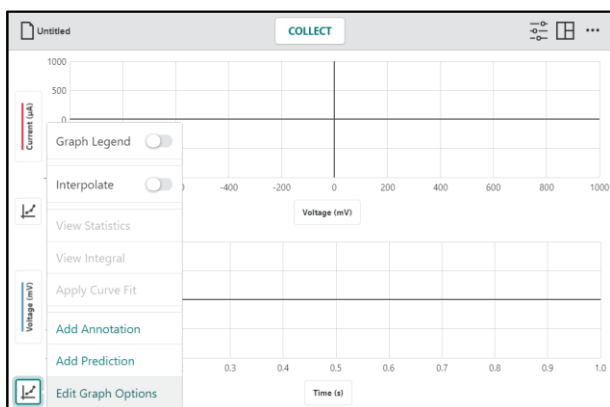 Untitled
COLLECT
1000
0
Current (µA)
-400 -200 0 200 400 600 800 1000
Voltage (mV)
Graph Legend
Interpolate
View Statistics
View Integral
Apply Curve Fit
Add Annotation
Add Prediction
Edit Graph Options
Voltage (mV)
0.3 0.4 0.5 0.6 0.7 0.8 0.9 1.0
Time (s)